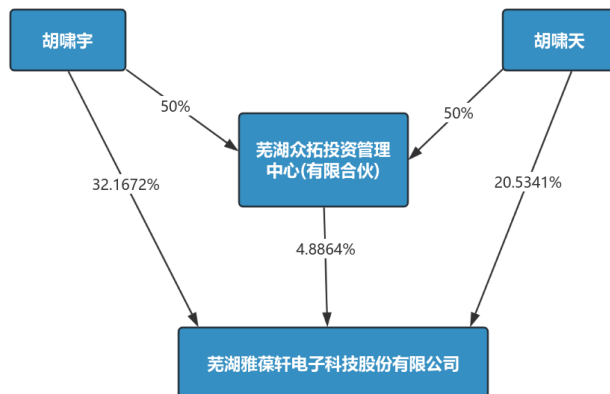 胡啸宇
胡啸天
50%
50%
芜湖众拓投资管理
中心(有限合伙)
32.1672%
20.5341%
4.8864%
芜湖雅葆轩电子科技股份有限公司